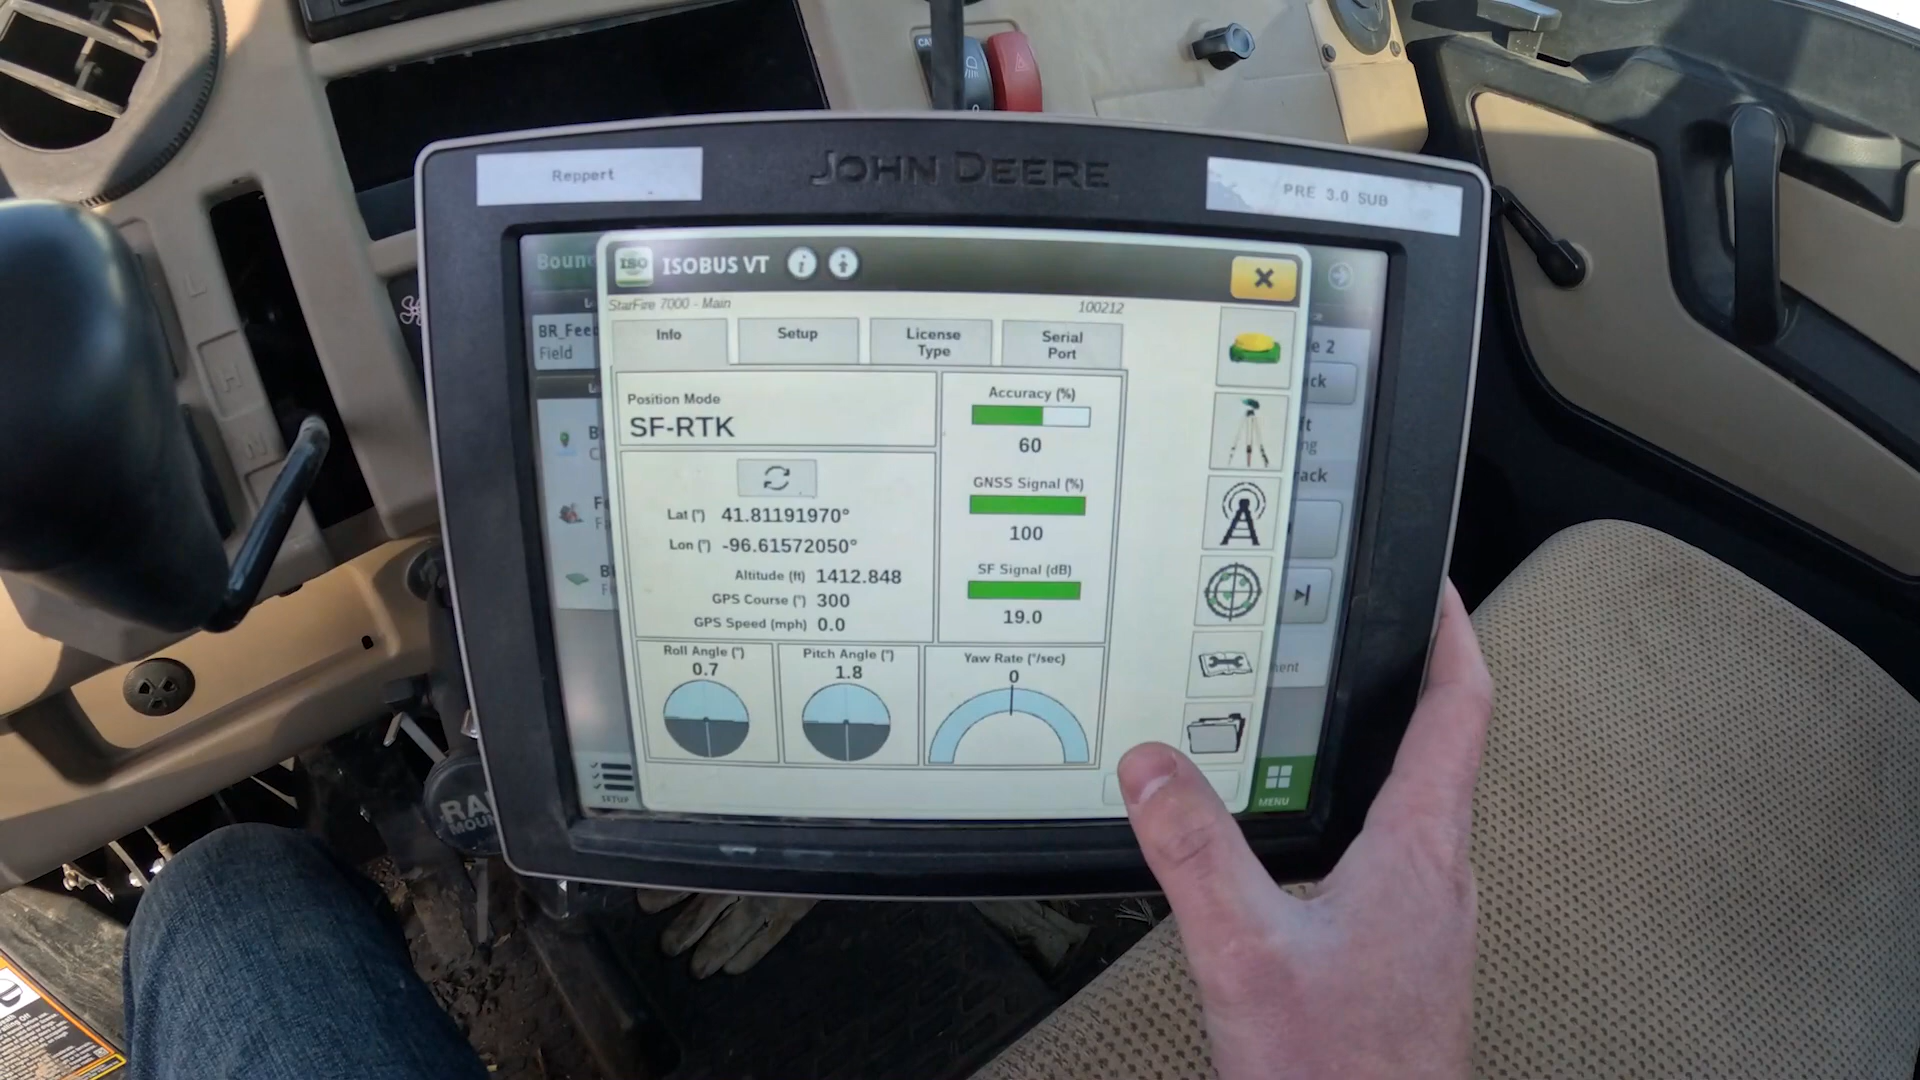 Reppert
JOHN DEERE
PRE 3.0 SUB
ISO
ISOBUS VT
StarFire 7000 - Main
100212
Info
Setup
License
Type
Serial
Port
Position Mode
SF-RTK
Lat (°) 41.81191970°
Lon (°) -96.61572050°
Altitude (ft) 1412.848
GPS Course (°) 300
GPS Speed (mph) 0.0
Accuracy (%)
60
GNSS Signal (%)
100
SF Signal (dB)
19.0
Roll Angle (°)
0.7
Pitch Angle (°)
1.8
Yaw Rate (°/sec)
0
Field
SETUP
MENU
L
H
N